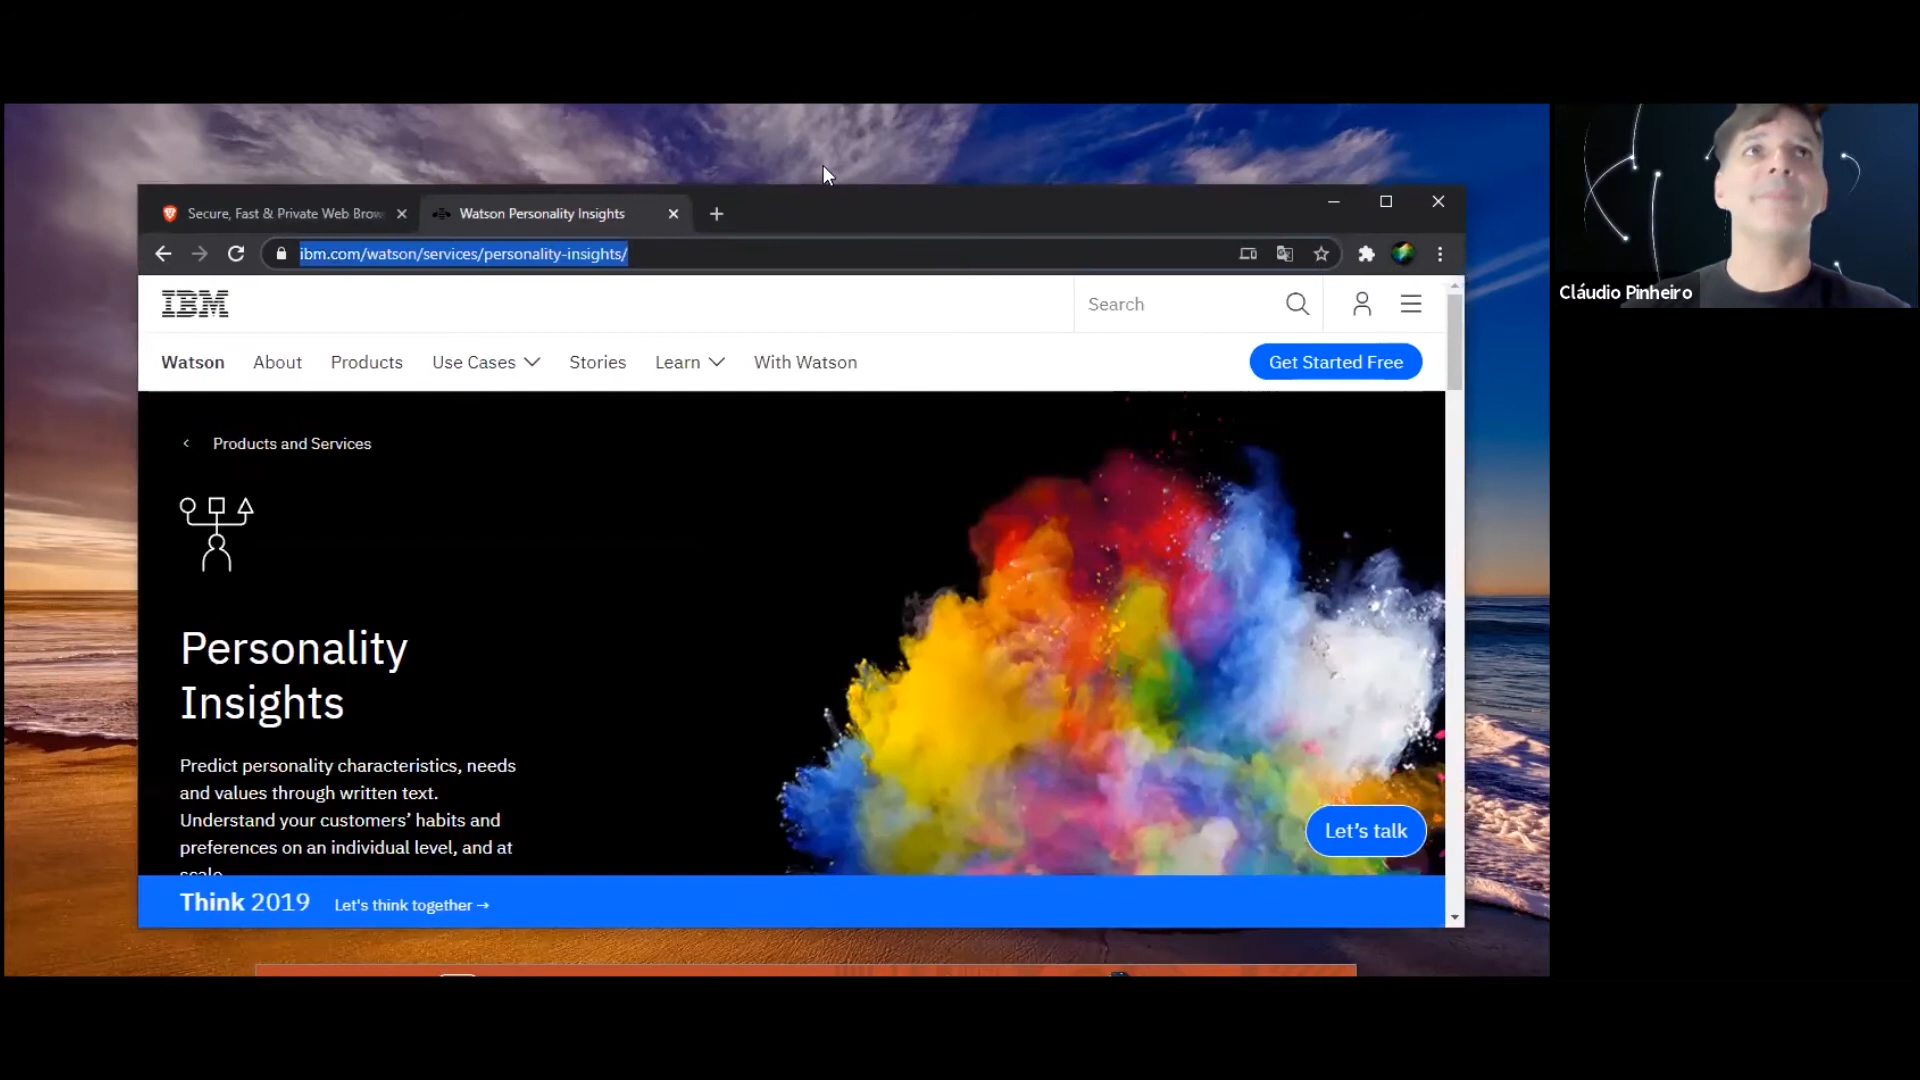 Secure, Fast & Private Web Brow
Watson Personality Insights
ibm.com/watson/services/personality-insights/
IBM
Search
Watson
About
Products
Use Cases
Stories
Learn
With Watson
Get Started Free
Products and Services
Personality
Insights
Predict personality characteristics, needs
and values through written text.
Understand your customers’ habits and
preferences on an individual level, and at
scale
Let’s talk
Think 2019
Let's think together →
Cláudio Pinheiro